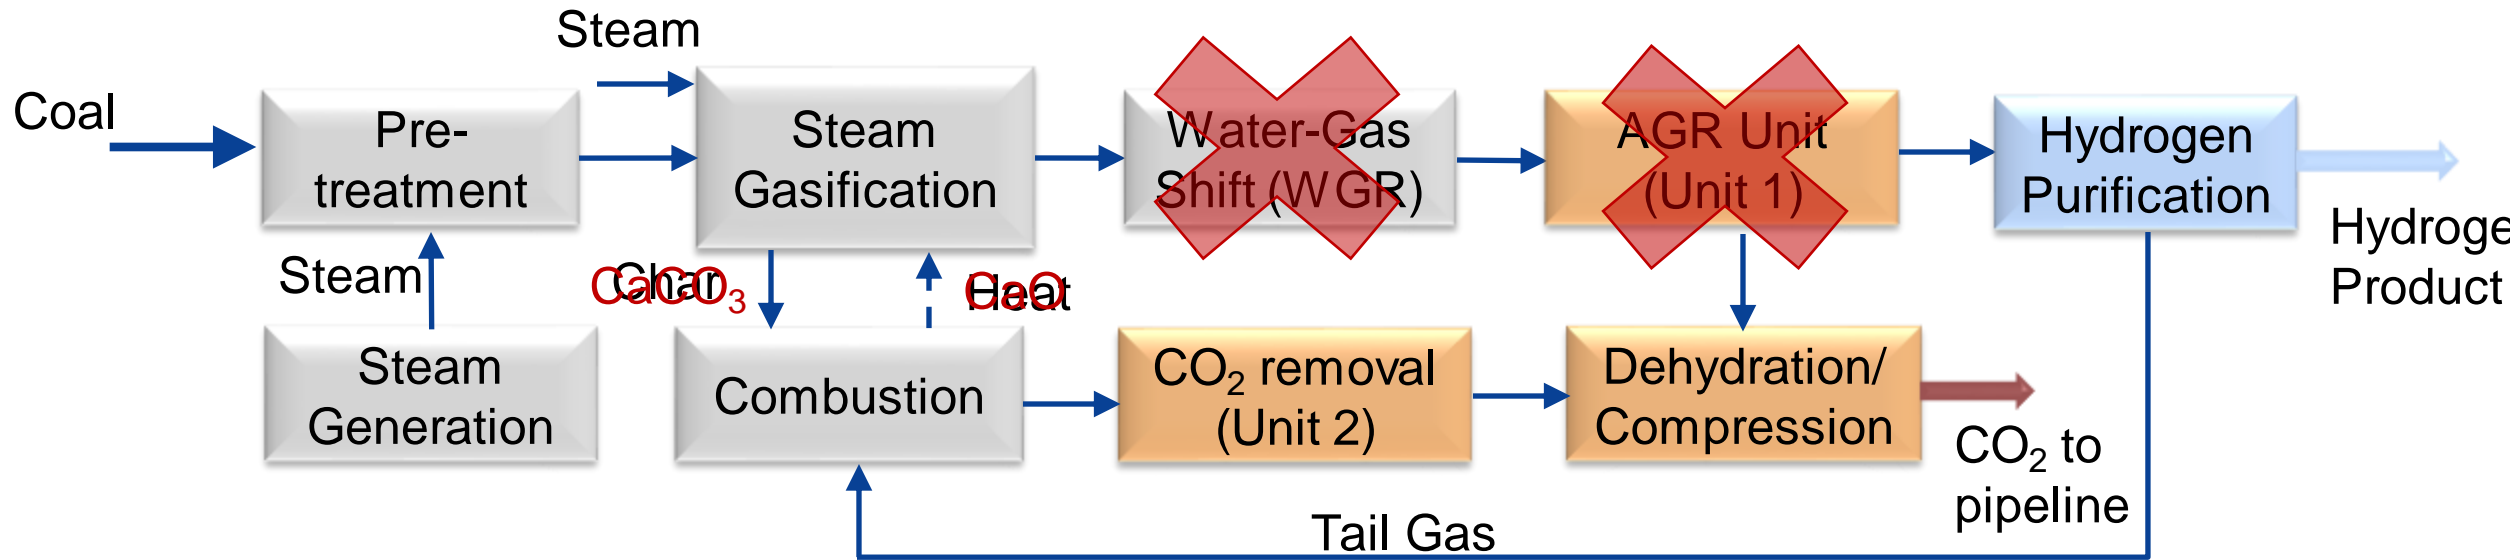 Steam
Coal
Pre-
treatment
Steam
Gasification
Water-Gas
Shift (WGR)
AGR Unit
(Unit 1)
Hydrogen
Purification
Hydroge
Product
Steam
Char
CaCO₃
Heat
CaO
Steam
Generation
Combustion
CO₂ removal
(Unit 2)
Dehydration/
Compression
CO₂ to
pipeline
Tail Gas